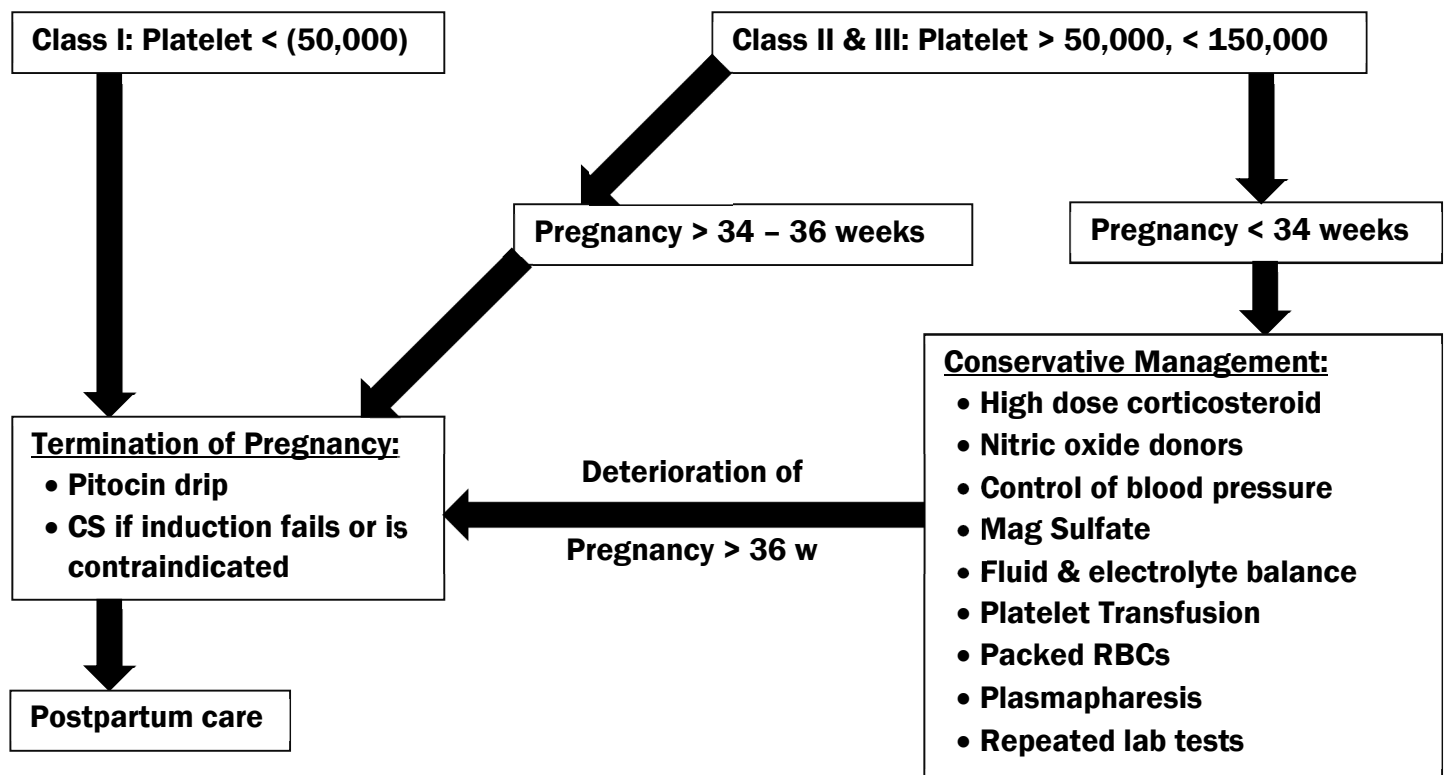 Class I: Platelet < (50,000)
Class II & III: Platelet > 50,000, < 150,000
Pregnancy > 34 – 36 weeks
Pregnancy < 34 weeks
Termination of Pregnancy:
• Pitocin drip
• CS if induction fails or is
contraindicated
Deterioration of
Pregnancy > 36 w
Conservative Management:
• High dose corticosteroid
• Nitric oxide donors
• Control of blood pressure
• Mag Sulfate
• Fluid & electrolyte balance
• Platelet Transfusion
• Packed RBCs
• Plasmapharesis
• Repeated lab tests
Postpartum care